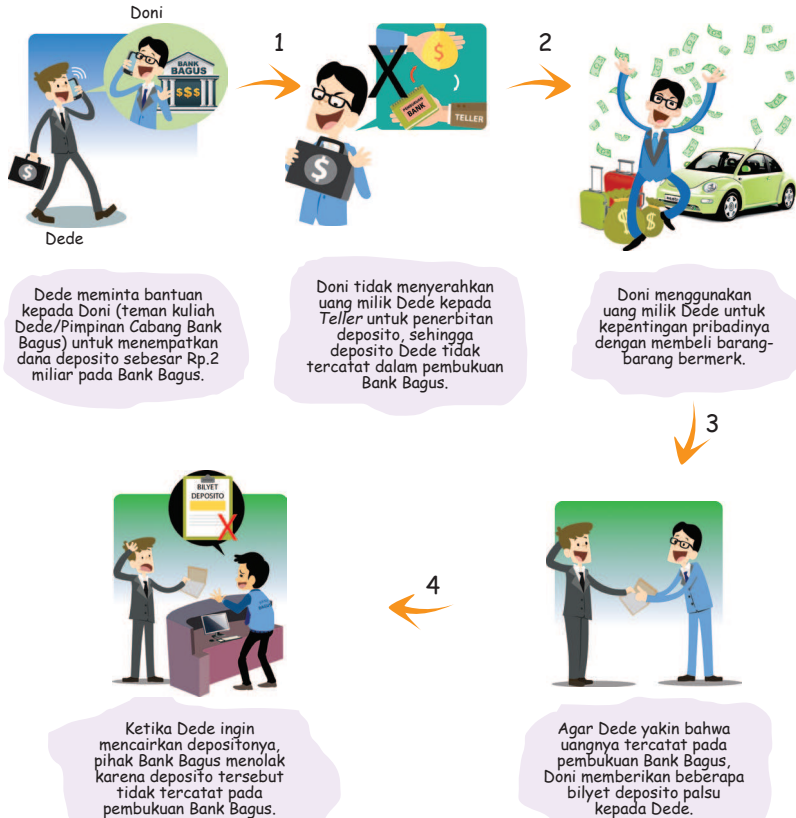 Doni
BANK
BAGUS
$$$
$
Dede
1
X
$
BANK
TELLER
$
2
$
$
Dede meminta bantuan
kepada Doni (teman kuliah
Dede/Pimpinan Cabang Bank
Bagus) untuk menempatkan
dana deposito sebesar Rp.2
miliar pada Bank Bagus.
Doni tidak menyerahkan
uang milik Dede kepada
Teller untuk penerbitan
deposito, sehingga
deposito Dede tidak
tercatat dalam pembukuan
Bank Bagus.
Doni menggunakan
uang milik Dede untuk
kepentingan pribadinya
dengan membeli barang-
barang bermerk.
3
Agar Dede yakin bahwa
uangnya tercatat pada
pembukuan Bank Bagus,
Doni memberikan beberapa
bilyet deposito palsu
kepada Dede.
4
BILYET
DEPOSITO
X
BAGUS
Ketika Dede ingin
mencairkan depositonya,
pihak Bank Bagus menolak
karena deposito tersebut
tidak tercatat pada
pembukuan Bank Bagus.